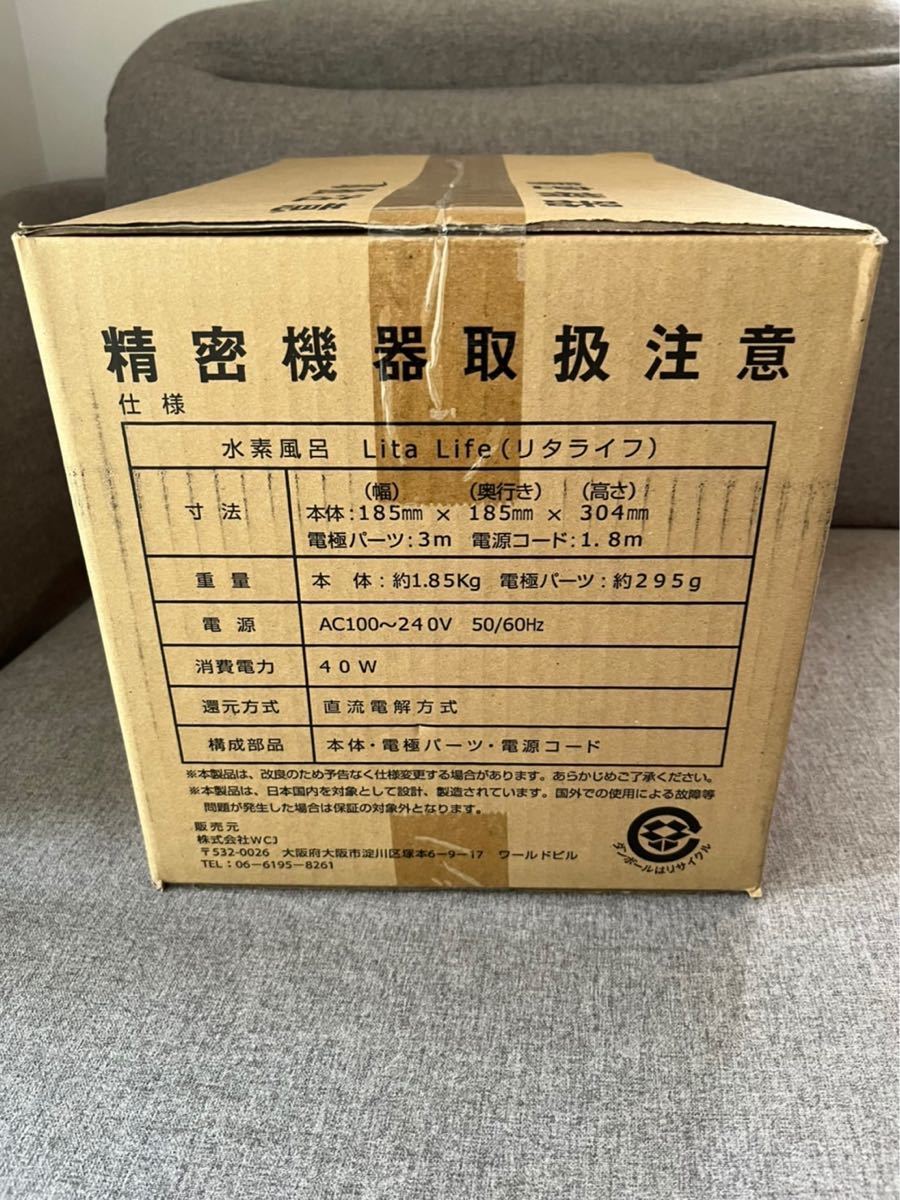 精密機器取扱注意
仕様
水素風呂 Lita Life(リタライフ)
寸法
(幅) (奥行き) (高さ)
本体:185mm × 185mm × 304mm
電極パーツ:3m 電源コード:1.8m
重量 本体:約1.85Kg 電極パーツ:約295g
電源 AC100～240V 50/60Hz
消費電力 40W
還元方式 直流電解方式
構成部品 本体・電極パーツ・電源コード
※本製品は、改良のため予告なく仕様変更する場合があります。あらかじめご了承ください。
※本製品は、日本国内を対象として設計、製造されています。国外での使用による故障等
問題が発生した場合は保証の対象外となります。
販売元
株式会社WCJ
〒532-0026 大阪府大阪市淀川区塚本6-9-17 ワールドビル
TEL:06-6195-8261
ダンボールはリサイクル